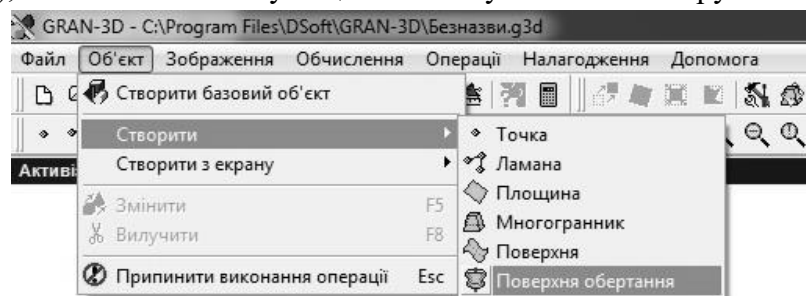 GRAN-3D - C:\Program Files\DSoft\GRAN-3D\Безназви.g3d
Файл Об'єкт Зображення Обчислення Операції Налагодження Допомога
Створити базовий об'єкт
Створити
Точка
Створити з екрану
Ламана
Площина
Змінити F5
Многогранник
Вилучити F8
Поверхня
Припинити виконання операції Esc
Поверхня обертання